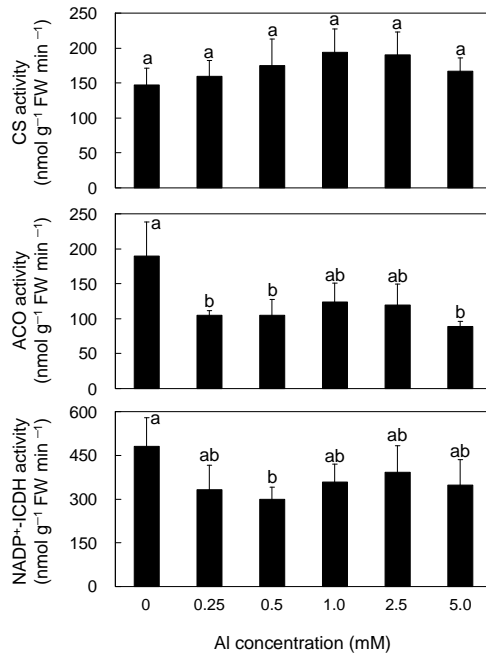 CS activity
(nmol g⁻¹ FW min ⁻¹)
250
200
150
100
50
0
a
a
a
a
a
a
ACO activity
(nmol g⁻¹ FW min ⁻¹)
250
200
150
100
50
0
a
b
b
ab
ab
b
NADP⁺-ICDH activity
(nmol g⁻¹ FW min ⁻¹)
600
450
300
150
0
a
ab
b
ab
ab
ab
0 0.25 0.5 1.0 2.5 5.0
Al concentration (mM)